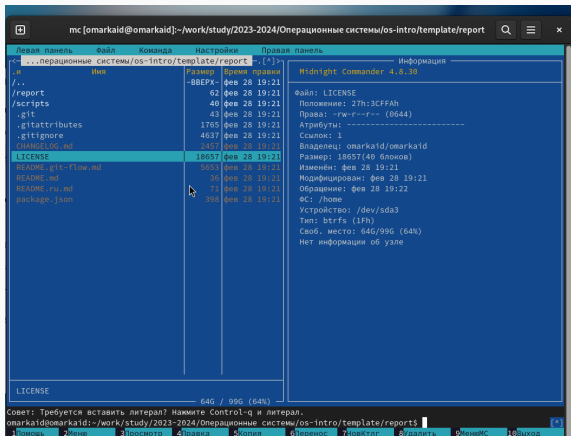 mc [omarkaid@omarkaid]:~/work/study/2023-2024/Операционные системы/os-intro/template/report
Левая панель Файл Команда Настройки Правая панель
<- ...перационные системы/os-intro/template/report -.[^]>
.и Имя Размер Время правки
/.. -ВВЕРХ- фев 28 19:21
/report 62 фев 28 19:21
/scripts 40 фев 28 19:21
.git 43 фев 28 19:21
.gitattributes 1765 фев 28 19:21
.gitignore 4637 фев 28 19:21
CHANGELOG.md 2457 фев 28 19:21
LICENSE 18657 фев 28 19:21
README.git-flow.md 5653 фев 28 19:21
README.md 36 фев 28 19:21
README.ru.md 71 фев 28 19:21
package.json 398 фев 28 19:21
LICENSE
64G / 99G (64%)
Информация
Midnight Commander 4.8.30
Файл: LICENSE
Положение: 27h:3CFFAh
Права: -rw-r--r-- (0644)
Атрибуты: ------------------------
Ссылок: 1
Владелец: omarkaid/omarkaid
Размер: 18657(40 блоков)
Изменён: фев 28 19:21
Модифицирован: фев 28 19:21
Обращение: фев 28 19:22
ФС: /home
Устройство: /dev/sda3
Тип: btrfs (1Fh)
Своб. место: 64G/99G (64%)
Нет информации об узле
Совет: Требуется вставить литерал? Нажмите Control-q и литерал.
omarkaid@omarkaid:~/work/study/2023-2024/Операционные системы/os-intro/template/report$ [^]
1Помощь 2Меню 3Просмотр 4Правка 5Копия 6Перенос 7НовКтлг 8Удалить 9МенюMC 10Выход